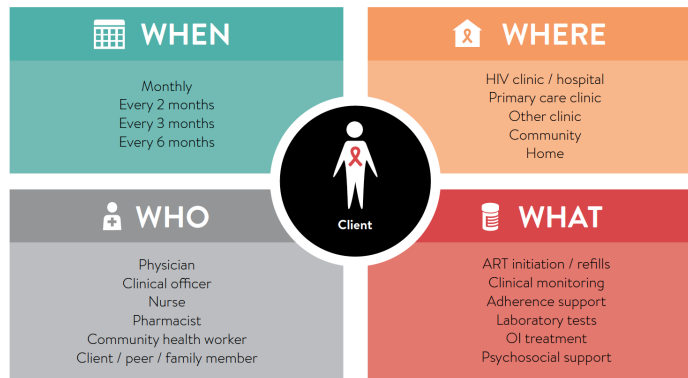 WHEN
Monthly
Every 2 months
Every 3 months
Every 6 months
WHERE
HIV clinic / hospital
Primary care clinic
Other clinic
Community
Home
Client
WHO
Physician
Clinical officer
Nurse
Pharmacist
Community health worker
Client / peer / family member
WHAT
ART initiation / refills
Clinical monitoring
Adherence support
Laboratory tests
OI treatment
Psychosocial support